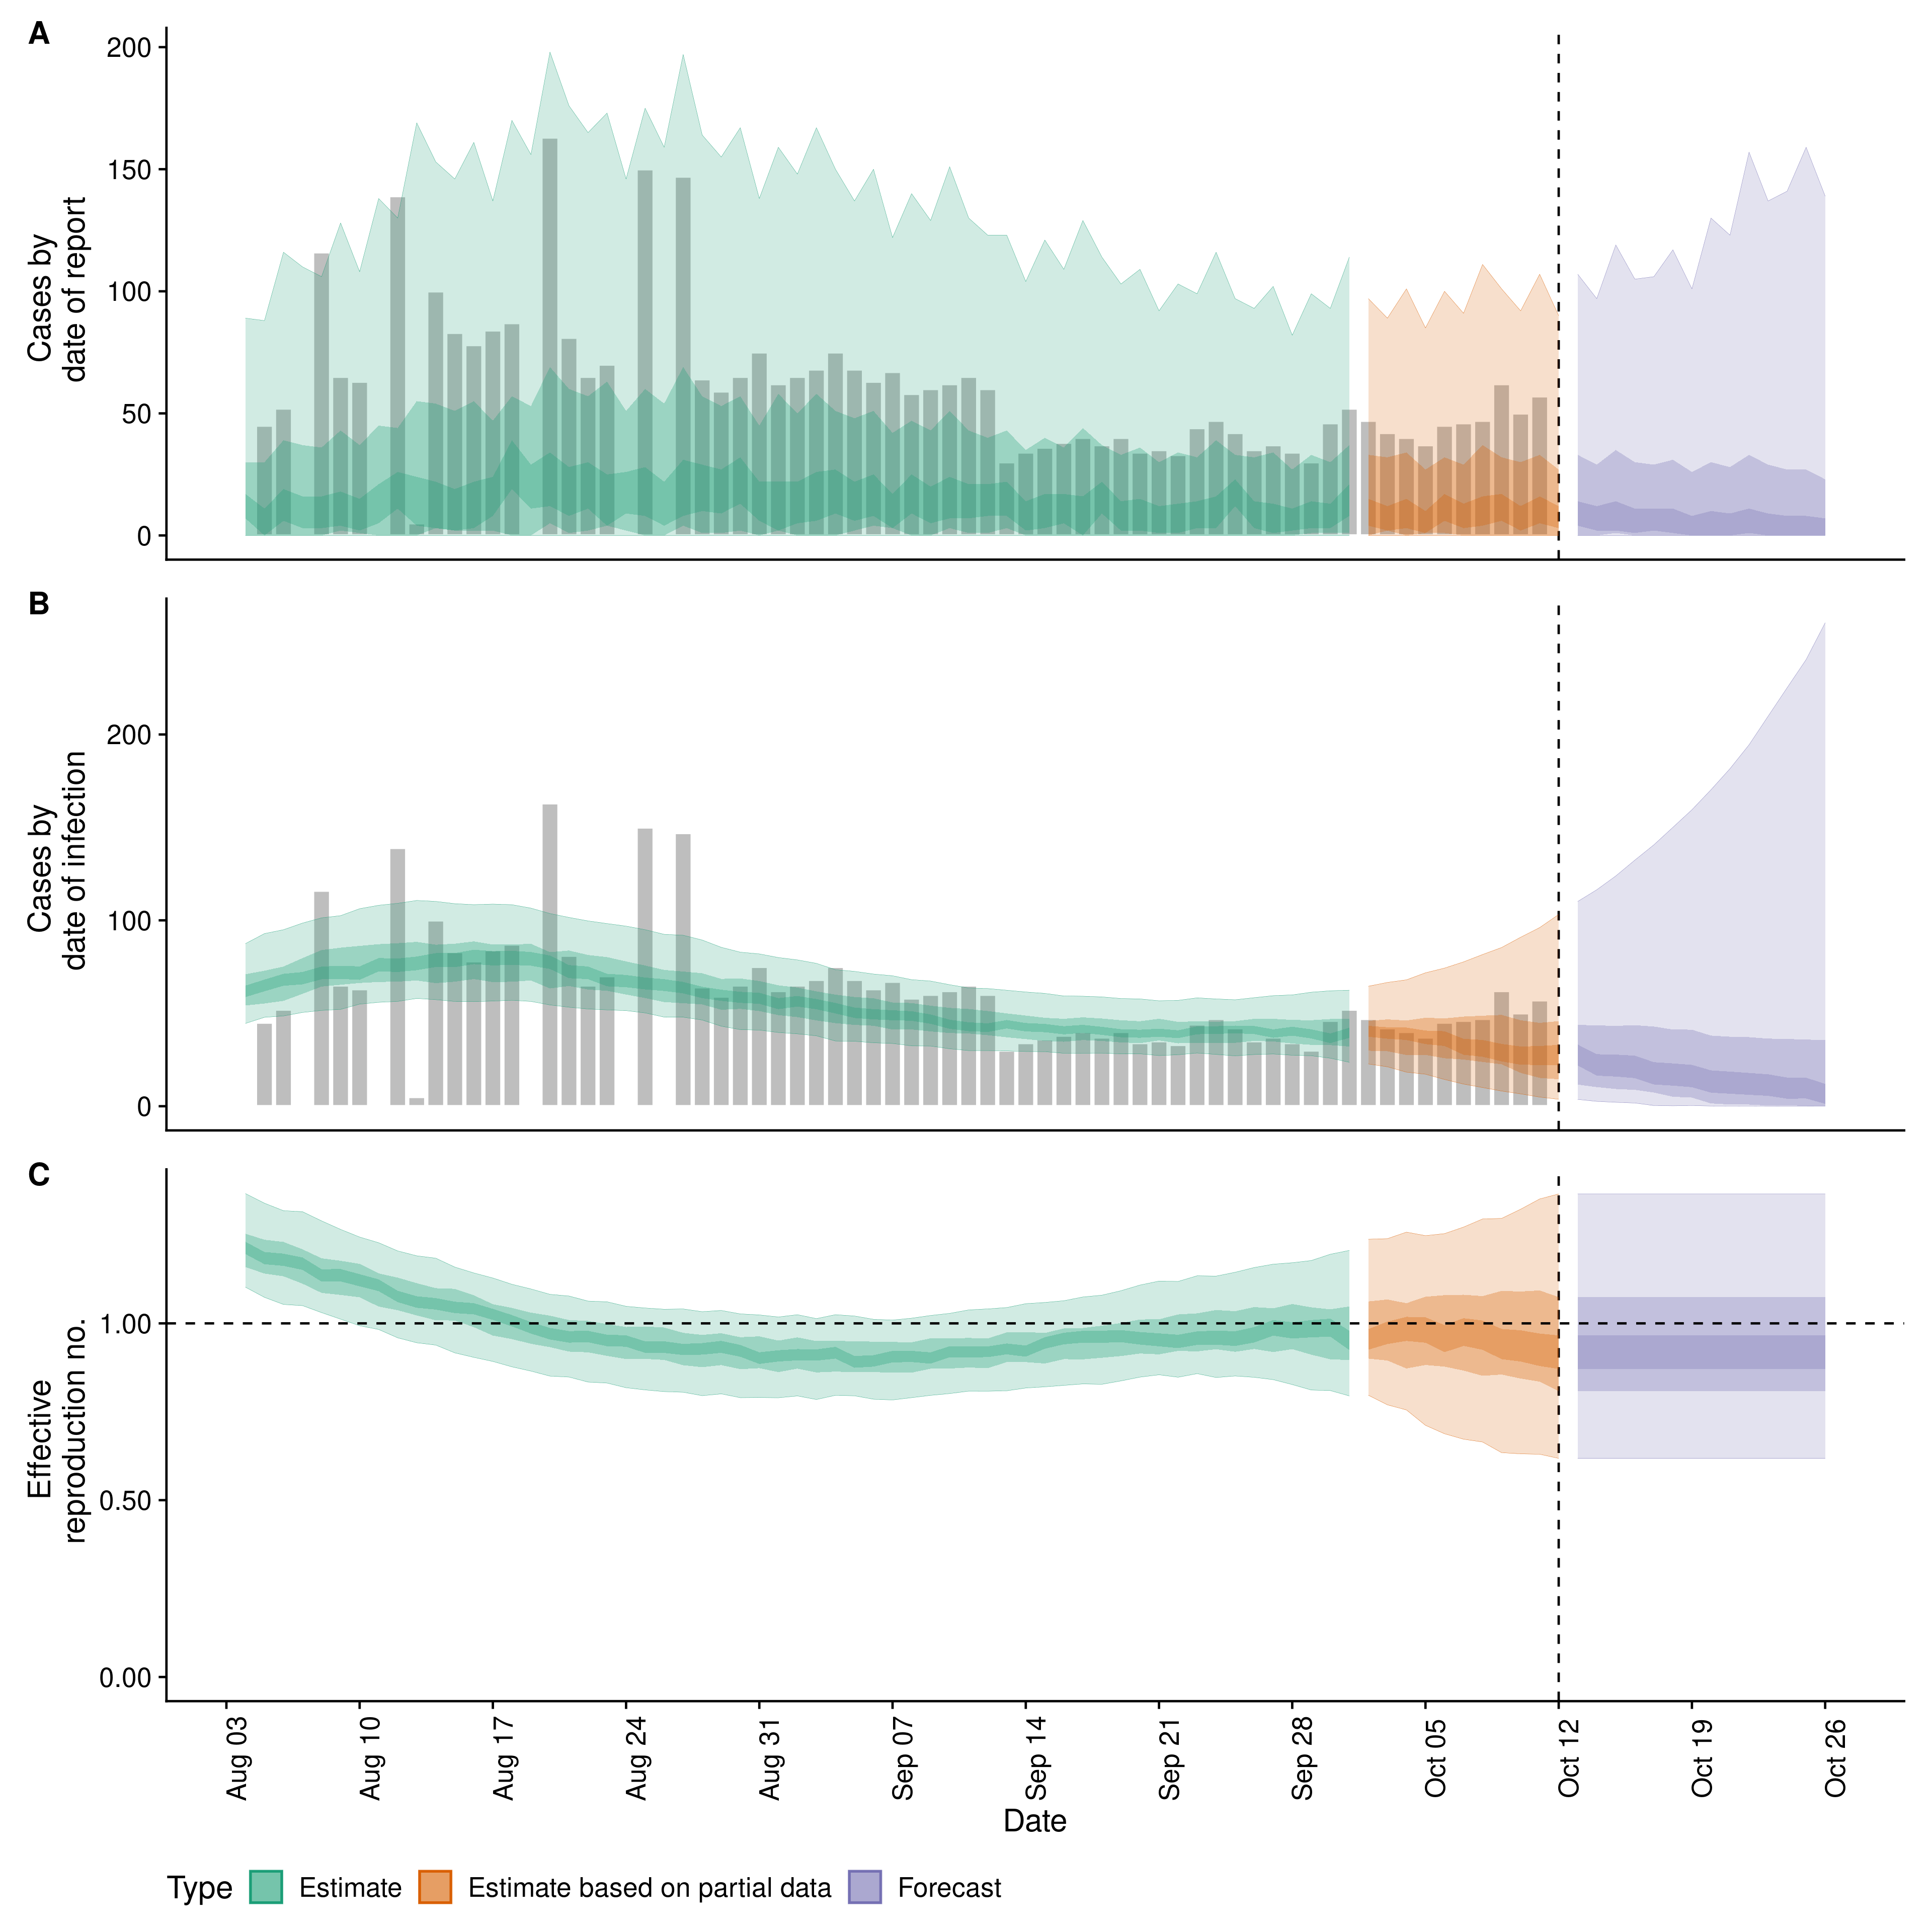 A
200
150
100
50
0
Cases by
date of report
B
200
100
0
Cases by
date of infection
C
1.00
0.50
0.00
Effective
reproduction no.
Aug 03
Aug 10
Aug 17
Aug 24
Aug 31
Sep 07
Sep 14
Sep 21
Sep 28
Oct 05
Oct 12
Oct 19
Oct 26
Date
Type Estimate Estimate based on partial data Forecast